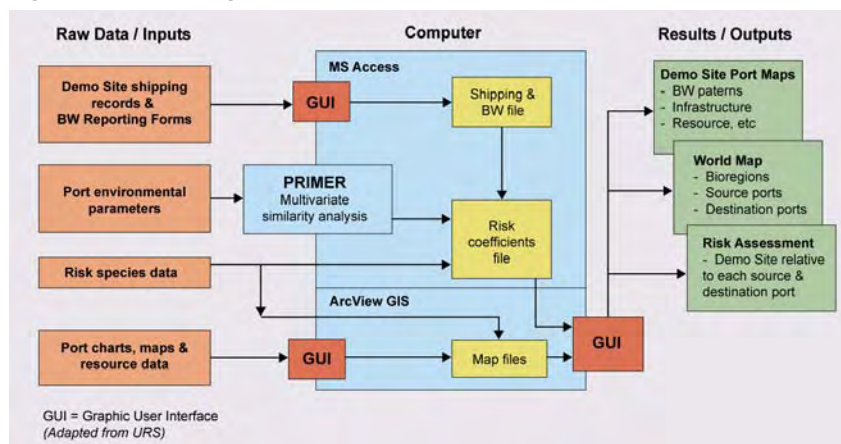 Raw Data / Inputs
Computer
Results / Outputs
Demo Site shipping
records &
BW Reporting Forms
Port environmental
parameters
Risk species data
Port charts, maps &
resource data
MS Access
GUI
Shipping &
BW file
PRIMER
Multivariate
similarity analysis
Risk
coefficients
file
ArcView GIS
GUI
Map files
GUI
Demo Site Port Maps
- BW paterns
- Infrastructure
- Resource, etc
World Map
- Bioregions
- Source ports
- Destination ports
Risk Assessment
- Demo Site relative
to each source &
destination port
GUI = Graphic User Interface
(Adapted from URS)